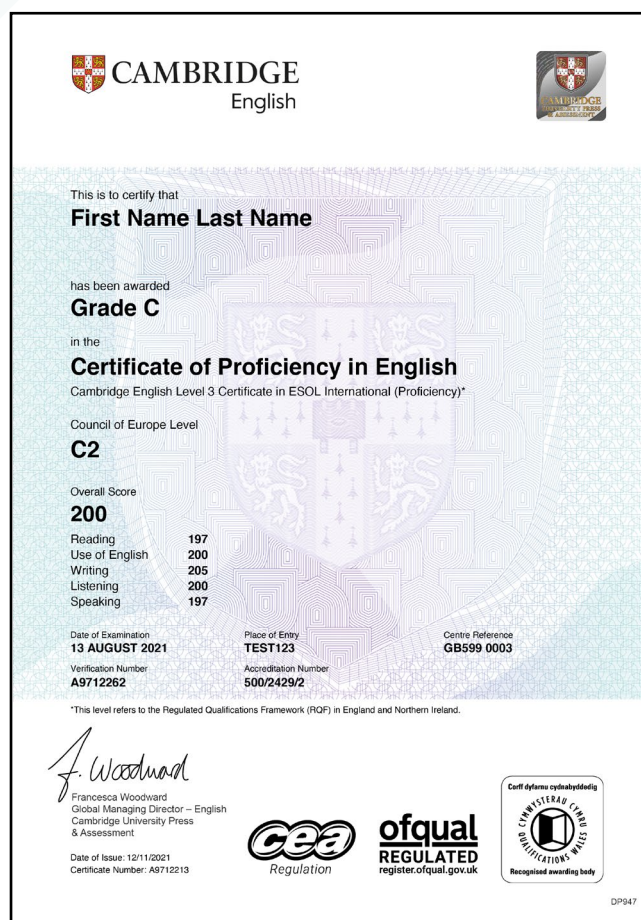 CAMBRIDGE
English
CAMBRIDGE
UNIVERSITY PRESS
& ASSESSMENT
This is to certify that
First Name Last Name
has been awarded
Grade C
in the
Certificate of Proficiency in English
Cambridge English Level 3 Certificate in ESOL International (Proficiency)*
Council of Europe Level
C2
Overall Score
200
Reading 197
Use of English 200
Writing 205
Listening 200
Speaking 197
Date of Examination Place of Entry Centre Reference
13 AUGUST 2021 TEST123 GB599 0003
Verification Number Accreditation Number
A9712262 500/2429/2
*This level refers to the Regulated Qualifications Framework (RQF) in England and Northern Ireland.
F. Woodward
Francesca Woodward
Global Managing Director – English
Cambridge University Press
& Assessment
Date of Issue: 12/11/2021
Certificate Number: A9712213
cea
Regulation
ofqual
REGULATED
register.ofqual.gov.uk
Corff dyfarnu cydnabyddedig
CYMWYSTERAU CYMRU
QUALIFICATIONS WALES
Recognised awarding body
DP947